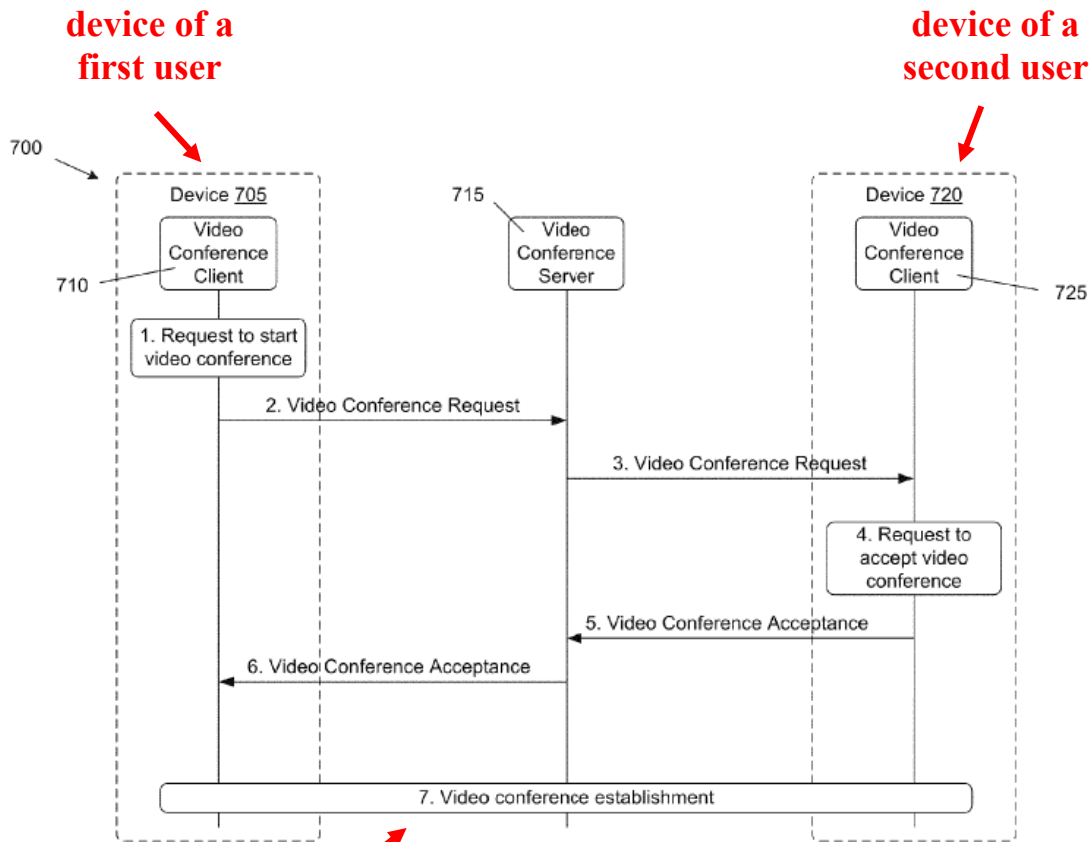 device of a
first user
device of a
second user
700
Device 705
715
Device 720
Video
Conference
Client
Video
Conference
Server
Video
Conference
Client
710
725
1. Request to start
video conference
2. Video Conference Request
3. Video Conference Request
4. Request to
accept video
conference
5. Video Conference Acceptance
6. Video Conference Acceptance
7. Video conference establishment